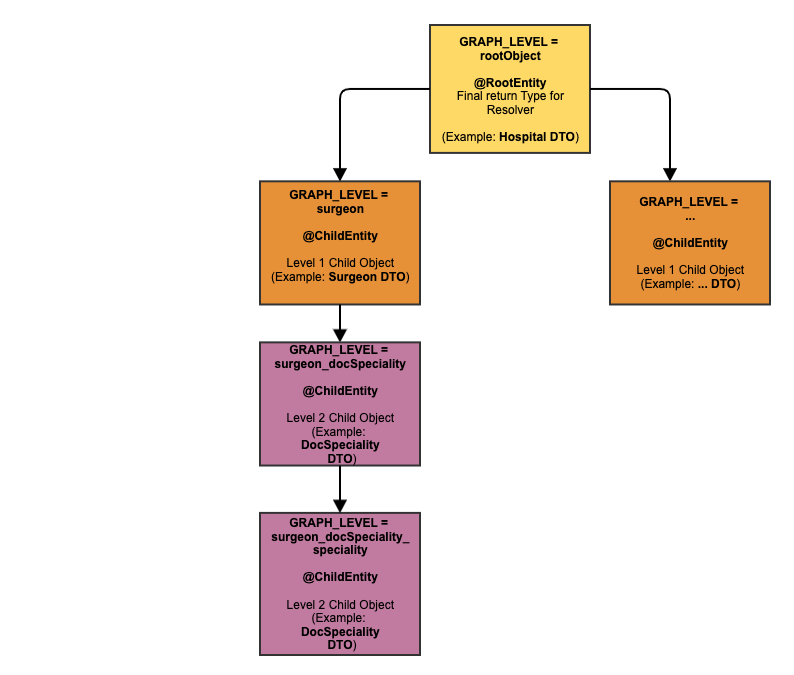 GRAPH_LEVEL =
rootObject
@RootEntity
Final return Type for
Resolver
(Example: Hospital DTO)
GRAPH_LEVEL =
surgeon
@ChildEntity
Level 1 Child Object
(Example: Surgeon DTO)
GRAPH_LEVEL =
...
@ChildEntity
Level 1 Child Object
(Example: ... DTO)
GRAPH_LEVEL =
surgeon_docSpeciality
@ChildEntity
Level 2 Child Object
(Example:
DocSpeciality
DTO)
GRAPH_LEVEL =
surgeon_docSpeciality_
speciality
@ChildEntity
Level 2 Child Object
(Example:
DocSpeciality
DTO)